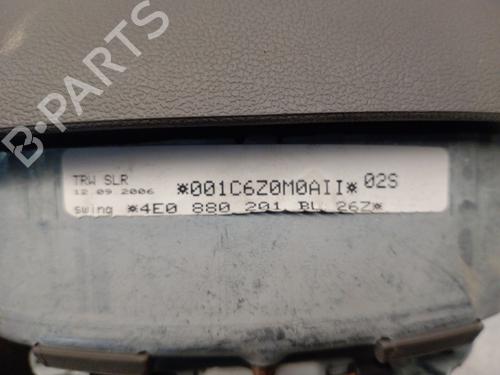 B-PARTS
TRW SLR
12.09.2006 *001C6Z0M0AII* 02S
swing *4E0 880 201 BL 26Z*